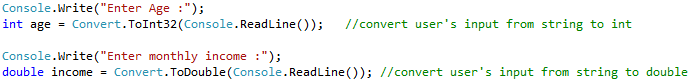 Console.Write("Enter Age :");
int age = Convert.ToInt32(Console.ReadLine());   //convert user's input from string to int
Console.Write("Enter monthly income :");
double income = Convert.ToDouble(Console.ReadLine()); //convert user's input from string to double